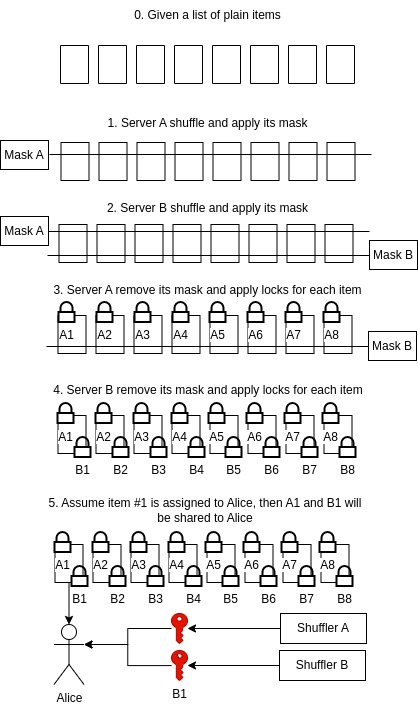 0. Given a list of plain items
1. Server A shuffle and apply its mask
Mask A
2. Server B shuffle and apply its mask
Mask A
Mask B
3. Server A remove its mask and apply locks for each item
A1 A2 A3 A4 A5 A6 A7 A8
Mask B
4. Server B remove its mask and apply locks for each item
A1 A2 A3 A4 A5 A6 A7 A8
B1 B2 B3 B4 B5 B6 B7 B8
5. Assume item #1 is assigned to Alice, then A1 and B1 will
be shared to Alice
A1 A2 A3 A4 A5 A6 A7 A8
B1 B2 B3 B4 B5 B6 B7 B8
Shuffler A
Shuffler B
Alice
B1